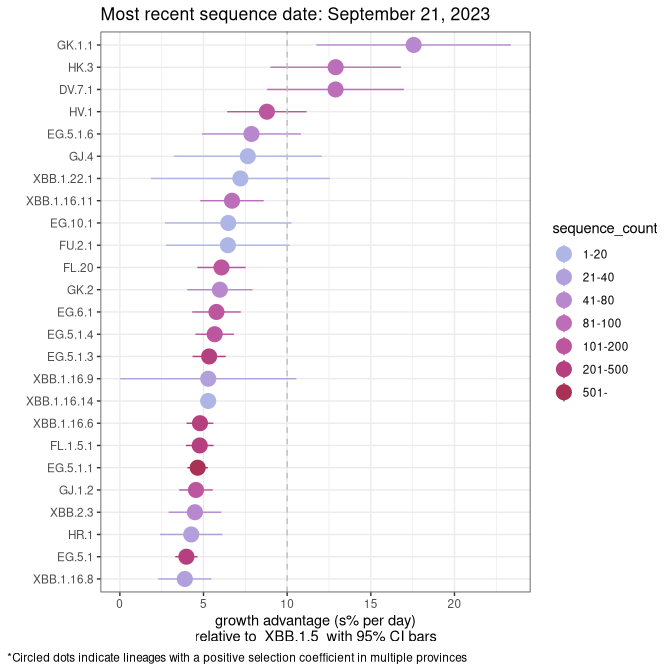 Most recent sequence date: September 21, 2023
GK.1.1
HK.3
DV.7.1
HV.1
EG.5.1.6
GJ.4
XBB.1.22.1
XBB.1.16.11
EG.10.1
FU.2.1
FL.20
GK.2
EG.6.1
EG.5.1.4
EG.5.1.3
XBB.1.16.9
XBB.1.16.14
XBB.1.16.6
FL.1.5.1
EG.5.1.1
GJ.1.2
XBB.2.3
HR.1
EG.5.1
XBB.1.16.8
0 5 10 15 20
growth advantage (s% per day)
relative to XBB.1.5 with 95% CI bars
sequence_count
1-20
21-40
41-80
81-100
101-200
201-500
501-
*Circled dots indicate lineages with a positive selection coefficient in multiple provinces